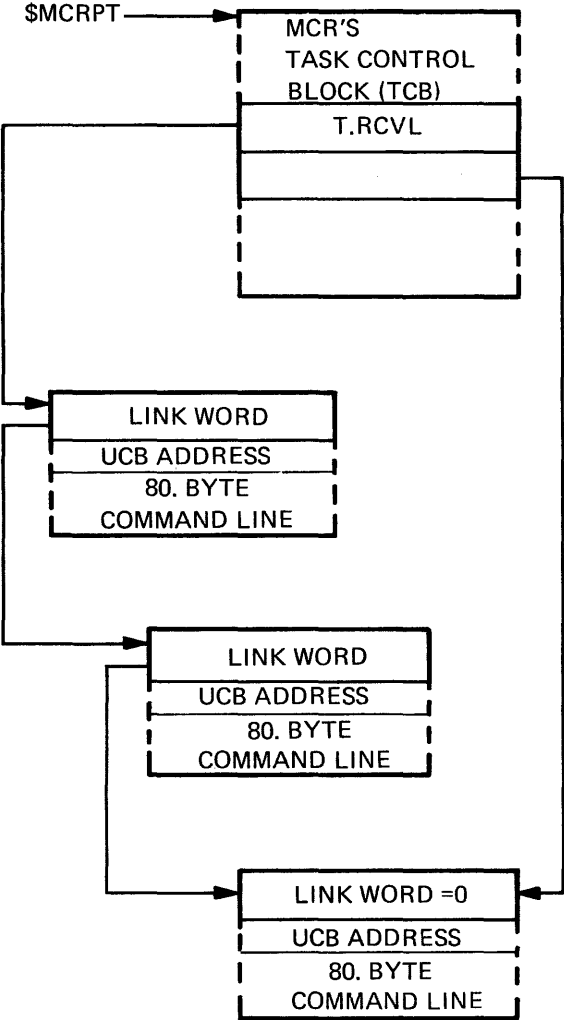 $MCRPT
MCR'S
TASK CONTROL
BLOCK (TCB)
T.RCVL
LINK WORD
UCB ADDRESS
80. BYTE
COMMAND LINE
LINK WORD
UCB ADDRESS
80. BYTE
COMMAND LINE
LINK WORD =0
UCB ADDRESS
80. BYTE
COMMAND LINE